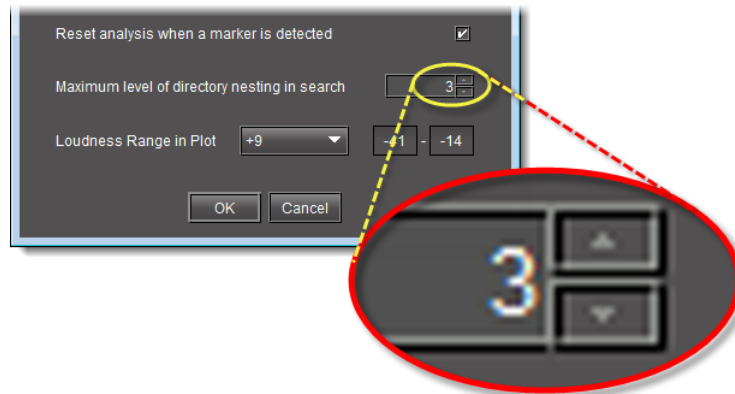 Reset analysis when a marker is detected
Maximum level of directory nesting in search 3
Loudness Range in Plot +9 -41 - -14
OK Cancel
3